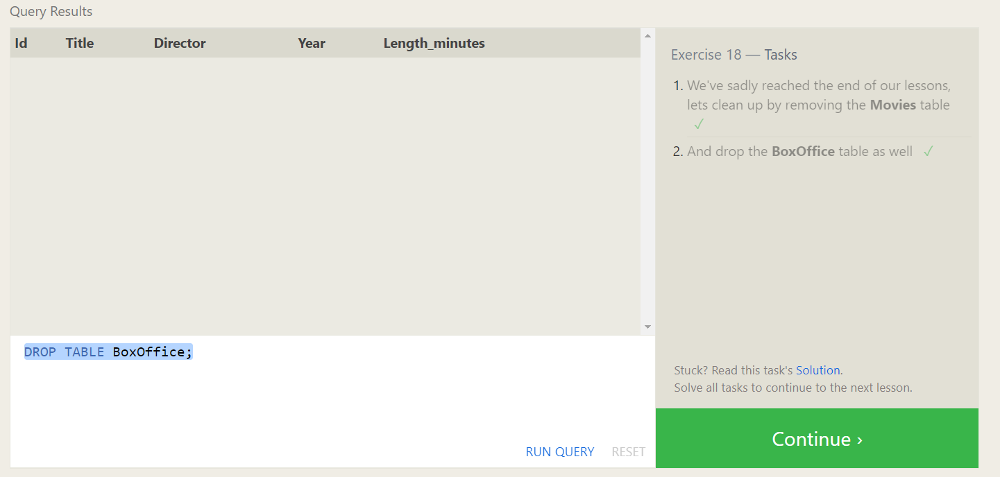 Query Results
Id Title Director Year Length_minutes
DROP TABLE BoxOffice;
RUN QUERY RESET
Exercise 18 — Tasks
1. We've sadly reached the end of our lessons,
lets clean up by removing the Movies table
✓
2. And drop the BoxOffice table as well ✓
Stuck? Read this task's Solution.
Solve all tasks to continue to the next lesson.
Continue ›